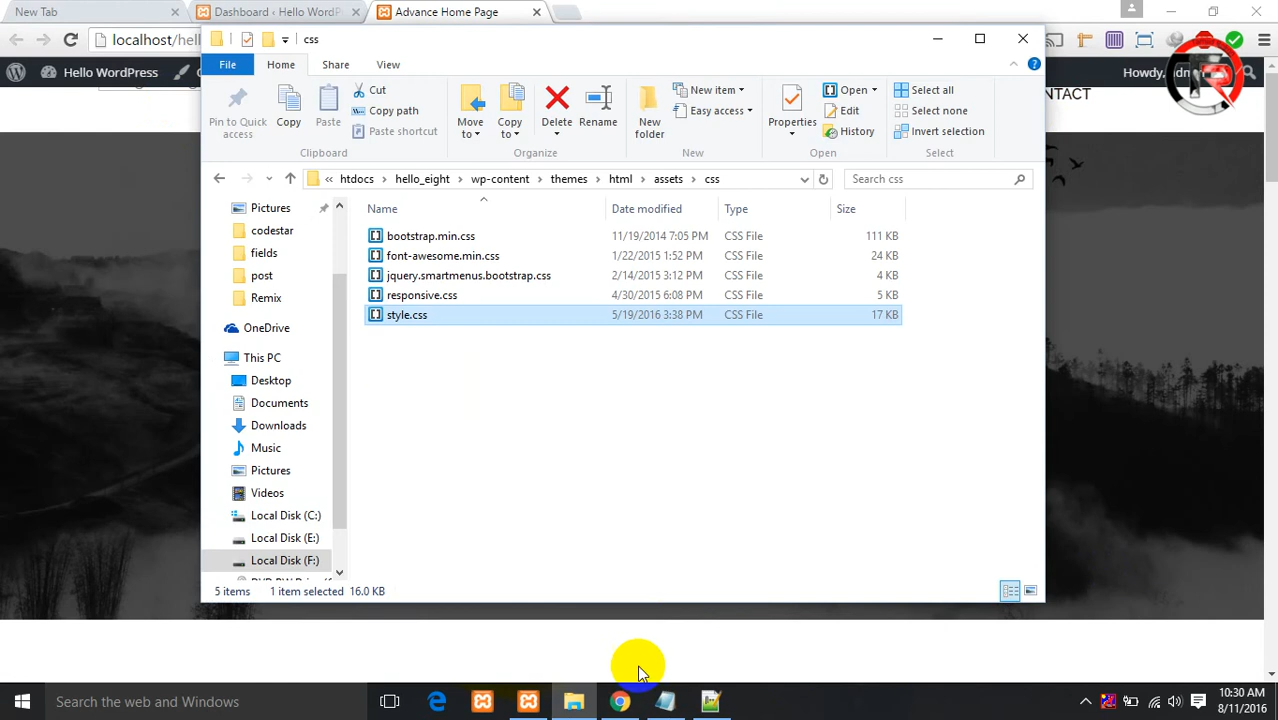 New Tab
Dashboard ‹ Hello WordP
Advance Home Page
localhost/hell
css
Hello WordPress
Howdy, admin
File
Home
Share
View
CONTACT
Pin to Quick access
Copy
Paste
Cut
Copy path
Paste shortcut
Move to
Copy to
Delete
Rename
New folder
New item
Easy access
Properties
Open
Edit
History
Select all
Select none
Invert selection
Clipboard
Organize
New
Open
Select
« htdocs › hello_eight › wp-content › themes › html › assets › css
Search css
Name
Date modified
Type
Size
Pictures
codestar
fields
post
Remix
OneDrive
This PC
Desktop
Documents
Downloads
Music
Pictures
Videos
Local Disk (C:)
Local Disk (E:)
Local Disk (F:)
bootstrap.min.css 11/19/2014 7:05 PM CSS File 111 KB
font-awesome.min.css 1/22/2015 1:52 PM CSS File 24 KB
jquery.smartmenus.bootstrap.css 2/14/2015 3:12 PM CSS File 4 KB
responsive.css 4/30/2015 6:08 PM CSS File 5 KB
style.css 5/19/2016 3:38 PM CSS File 17 KB
5 items 1 item selected 16.0 KB
Search the web and Windows
10:30 AM
8/11/2016